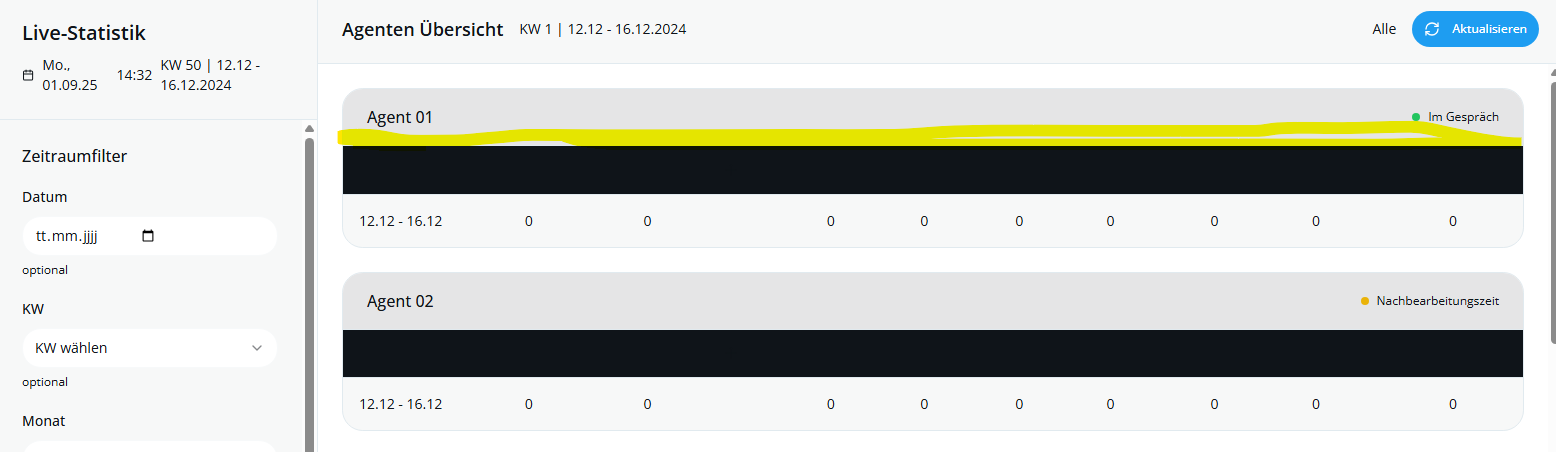 Live-Statistik
Mo., 01.09.25 14:32 KW 50 | 12.12 - 16.12.2024
Zeitraumfilter
Datum
tt.mm.jjjj
optional
KW
KW wählen
optional
Monat
Agenten Übersicht KW 1 | 12.12 - 16.12.2024 Alle Aktualisieren
Agent 01 Im Gespräch
12.12 - 16.12 0 0 0 0 0 0 0 0 0
Agent 02 Nachbearbeitungszeit
12.12 - 16.12 0 0 0 0 0 0 0 0 0